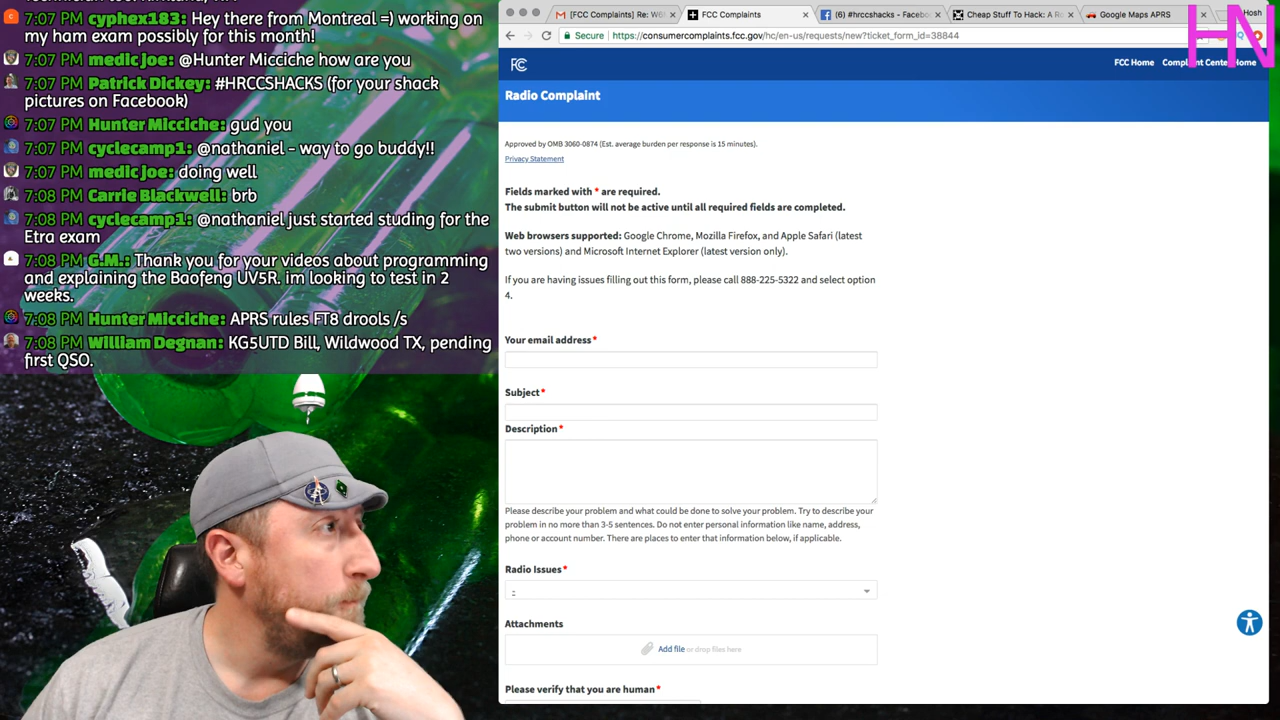 7:07 PM cyphex183: Hey there from Montreal =) working on
my ham exam possibly for this month!
7:07 PM medic joe: @Hunter Micciche how are you
7:07 PM Patrick Dickey: #HRCCSHACKS (for your shack
pictures on Facebook)
7:07 PM Hunter Micciche: gud you
7:07 PM cyclecamp1: @nathaniel - way to go buddy!!
7:07 PM medic joe: doing well
7:08 PM Carrie Blackwell: brb
7:08 PM cyclecamp1: @nathaniel just started studing for the
Etra exam
7:08 PM G.M.: Thank you for your videos about programming
and explaining the Baofeng UV5R. im looking to test in 2
weeks.
7:08 PM Hunter Micciche: APRS rules FT8 drools /s
7:08 PM William Degnan: KG5UTD Bill, Wildwood TX, pending
first QSO.
[FCC Complaints] Re: W6 FCC Complaints (6) #hrccshacks - Facebo Cheap Stuff To Hack: A R Google Maps APRS Hosh
HN
Secure https://consumercomplaints.fcc.gov/hc/en-us/requests/new?ticket_form_id=38844
FCC FCC Home Complaint Center Home
Radio Complaint
Approved by OMB 3060-0874 (Est. average burden per response is 15 minutes).
Privacy Statement
Fields marked with * are required.
The submit button will not be active until all required fields are completed.
Web browsers supported: Google Chrome, Mozilla Firefox, and Apple Safari (latest
two versions) and Microsoft Internet Explorer (latest version only).
If you are having issues filling out this form, please call 888-225-5322 and select option
4.
Your email address*
Subject*
Description*
Please describe your problem and what could be done to solve your problem. Try to describe your
problem in no more than 3-5 sentences. Do not enter personal information like name, address,
phone or account number. There are places to enter that information below, if applicable.
Radio Issues*
-
Attachments
Add file or drop files here
Please verify that you are human*